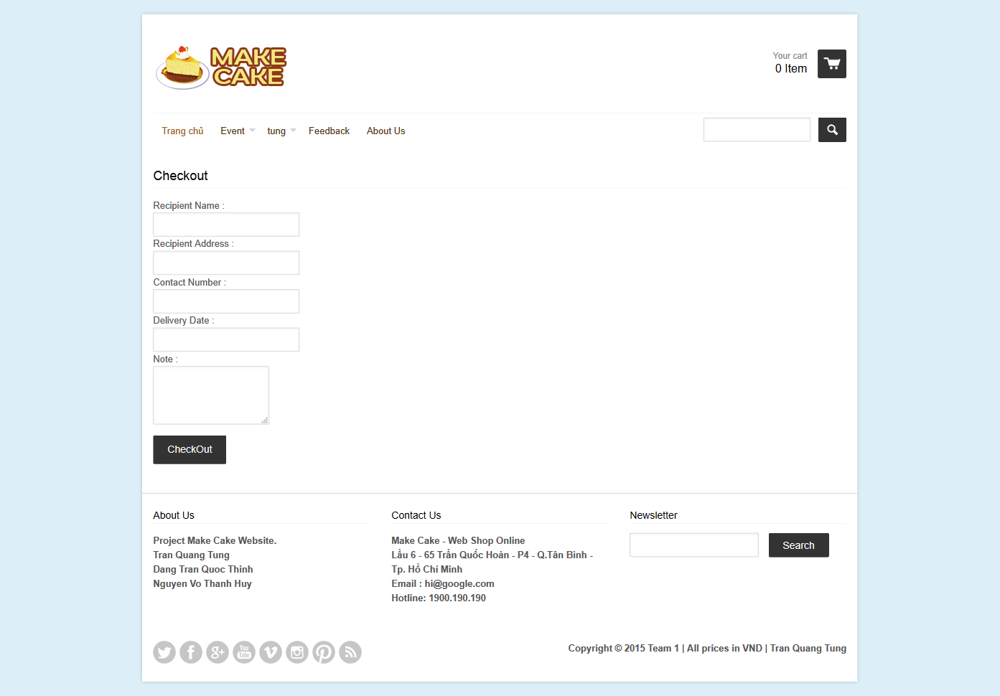 MAKE
CAKE
Your cart
0 Item
Trang chủ Event tung Feedback About Us
Checkout
Recipient Name :
Recipient Address :
Contact Number :
Delivery Date :
Note :
CheckOut
About Us
Project Make Cake Website.
Tran Quang Tung
Dang Tran Quoc Thinh
Nguyen Vo Thanh Huy
Contact Us
Make Cake - Web Shop Online
Lầu 6 - 65 Trần Quốc Hoàn - P4 - Q.Tân Bình -
Tp. Hồ Chí Minh
Email : hi@google.com
Hotline: 1900.190.190
Newsletter
Search
You
Tube
Copyright © 2015 Team 1 | All prices in VND | Tran Quang Tung